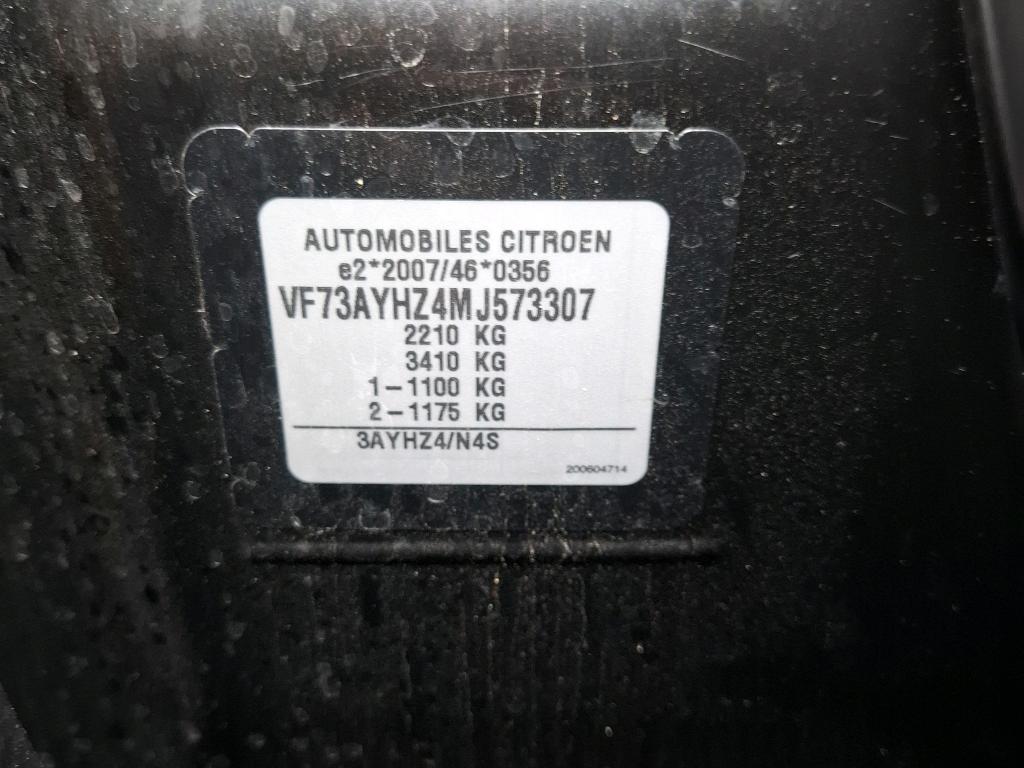 AUTOMOBILES CITROEN
e2*2007/46*0356
VF73AYHZ4MJ573307
2210 KG
3410 KG
1-1100 KG
2-1175 KG
3AYHZ4/N4S
200604714